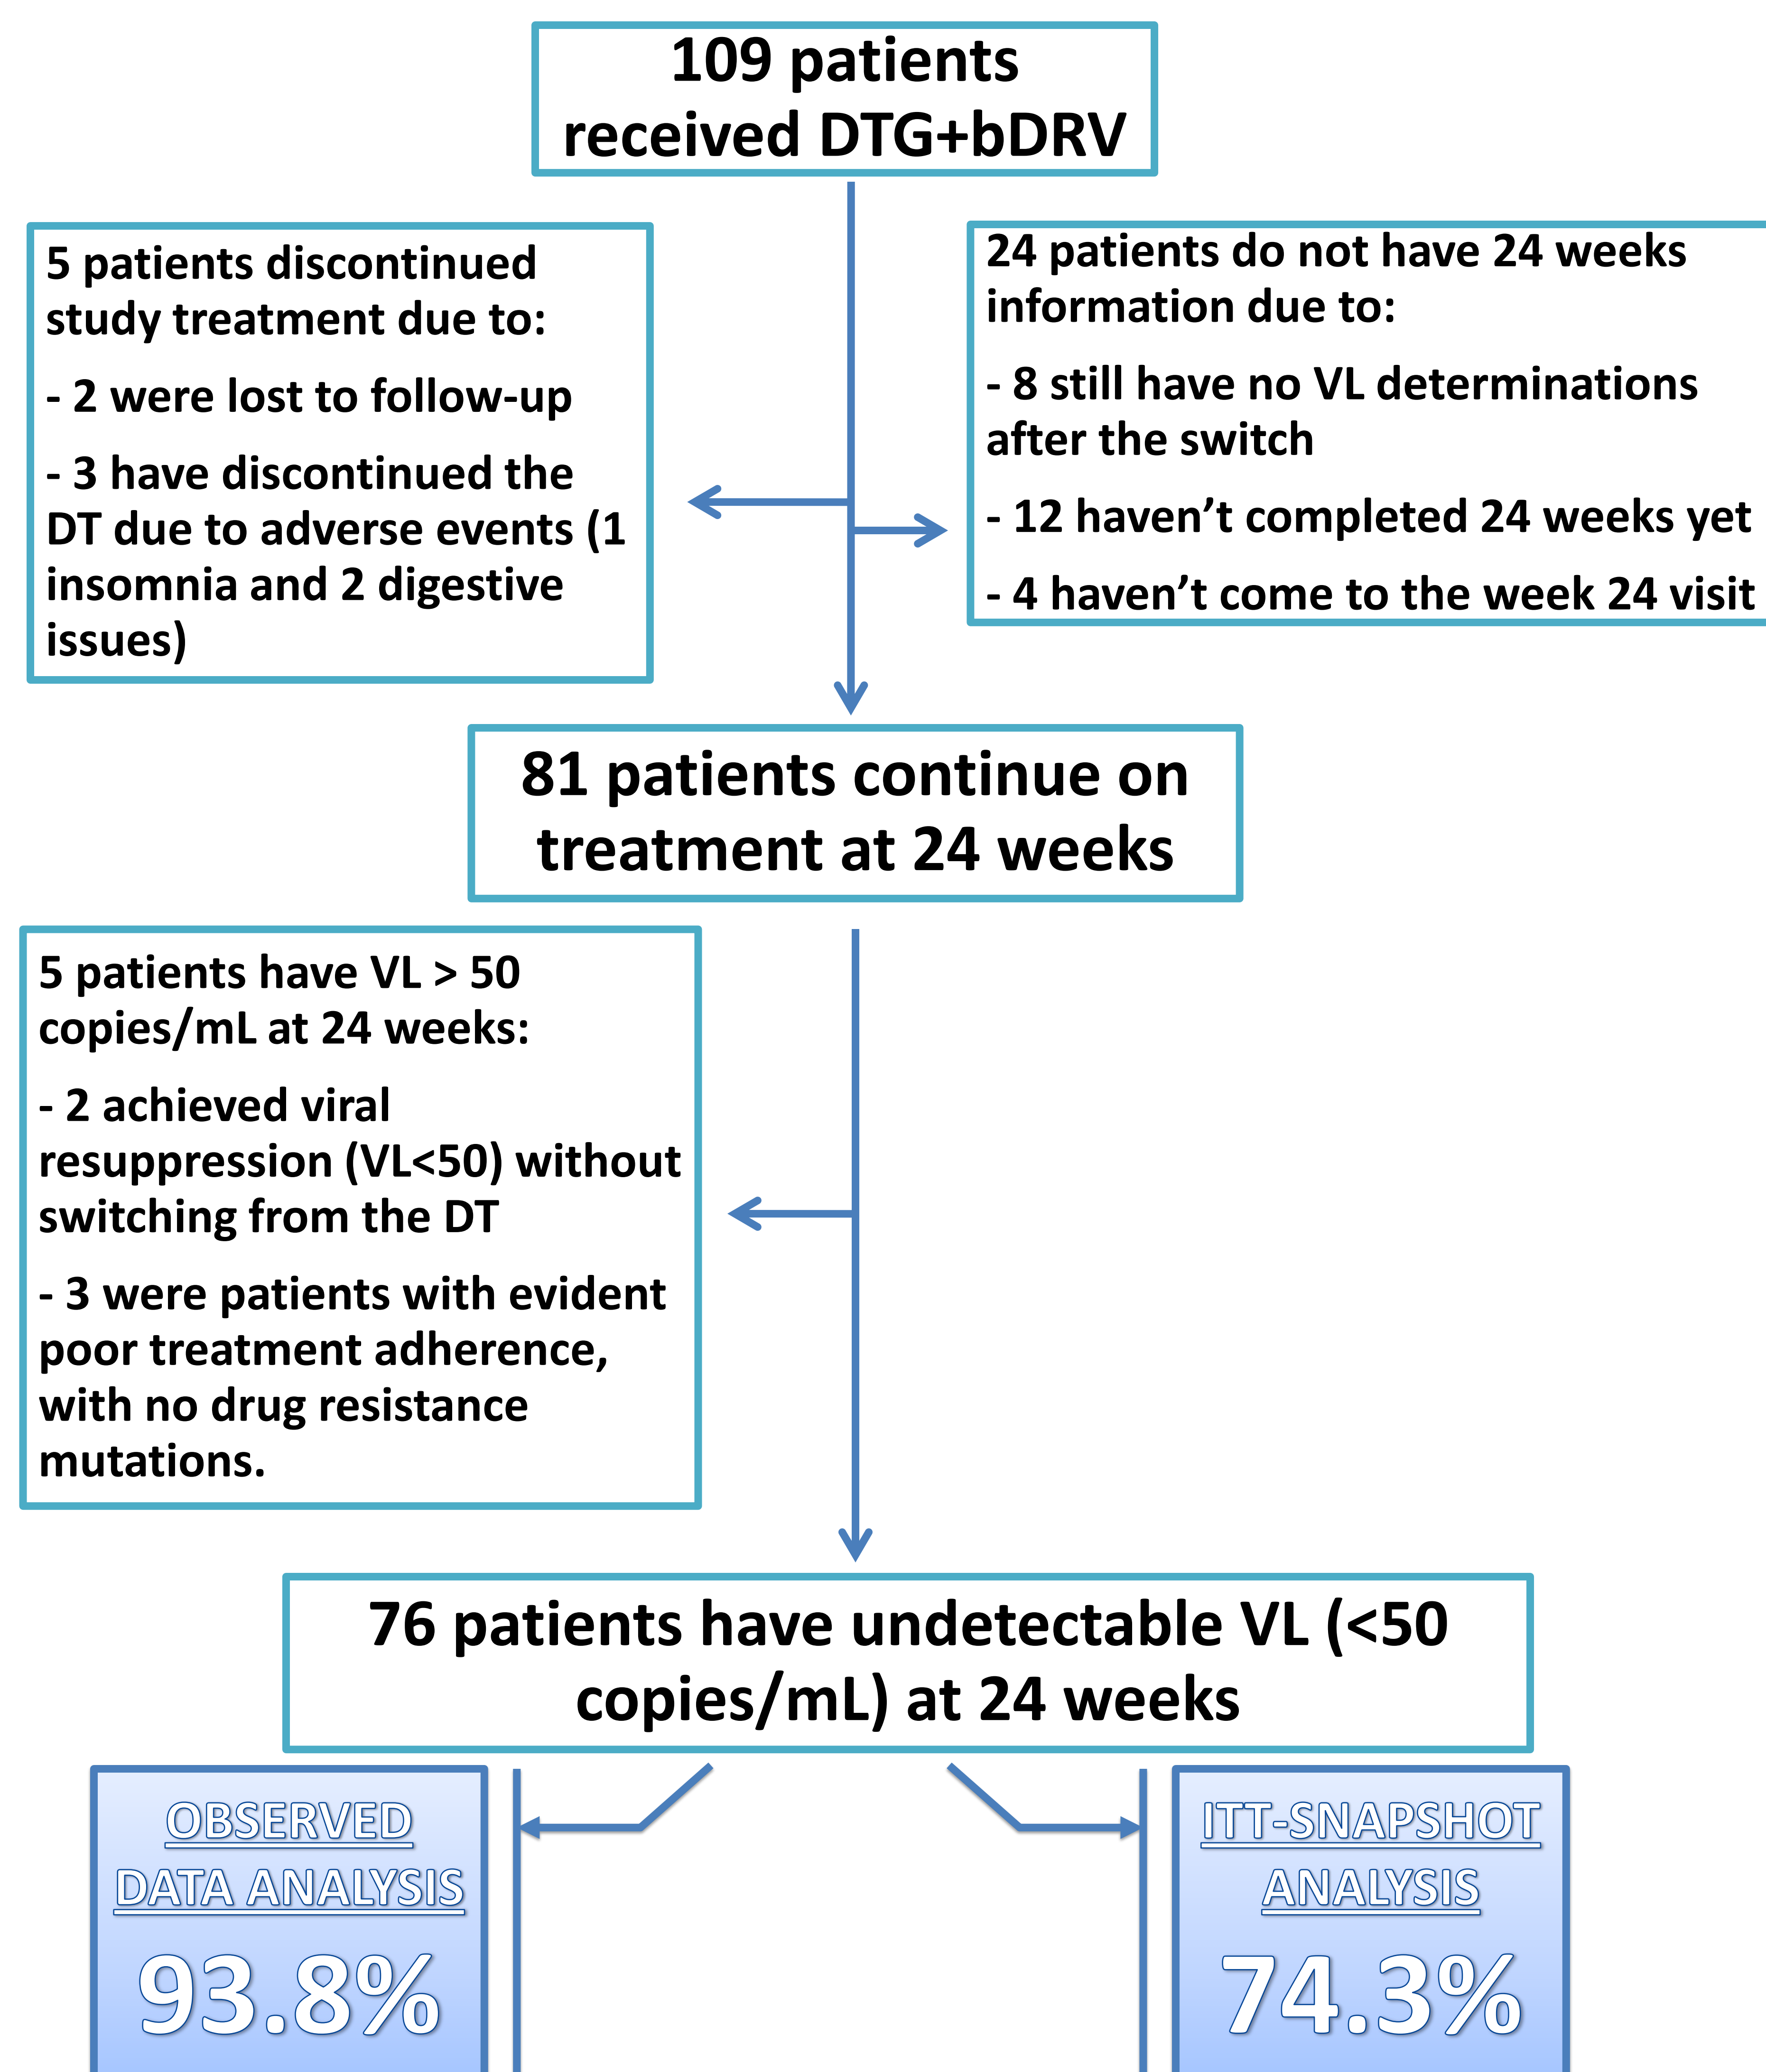 109 patients
received DTG+bDRV
5 patients discontinued
study treatment due to:
- 2 were lost to follow-up
- 3 have discontinued the
DT due to adverse events (1
insomnia and 2 digestive
issues)
24 patients do not have 24 weeks
information due to:
- 8 still have no VL determinations
after the switch
- 12 haven’t completed 24 weeks yet
- 4 haven’t come to the week 24 visit
81 patients continue on
treatment at 24 weeks
5 patients have VL > 50
copies/mL at 24 weeks:
- 2 achieved viral
resuppression (VL<50) without
switching from the DT
- 3 were patients with evident
poor treatment adherence,
with no drug resistance
mutations.
76 patients have undetectable VL (<50
copies/mL) at 24 weeks
OBSERVED
DATA ANALYSIS
93.8%
ITT-SNAPSHOT
ANALYSIS
74.3%